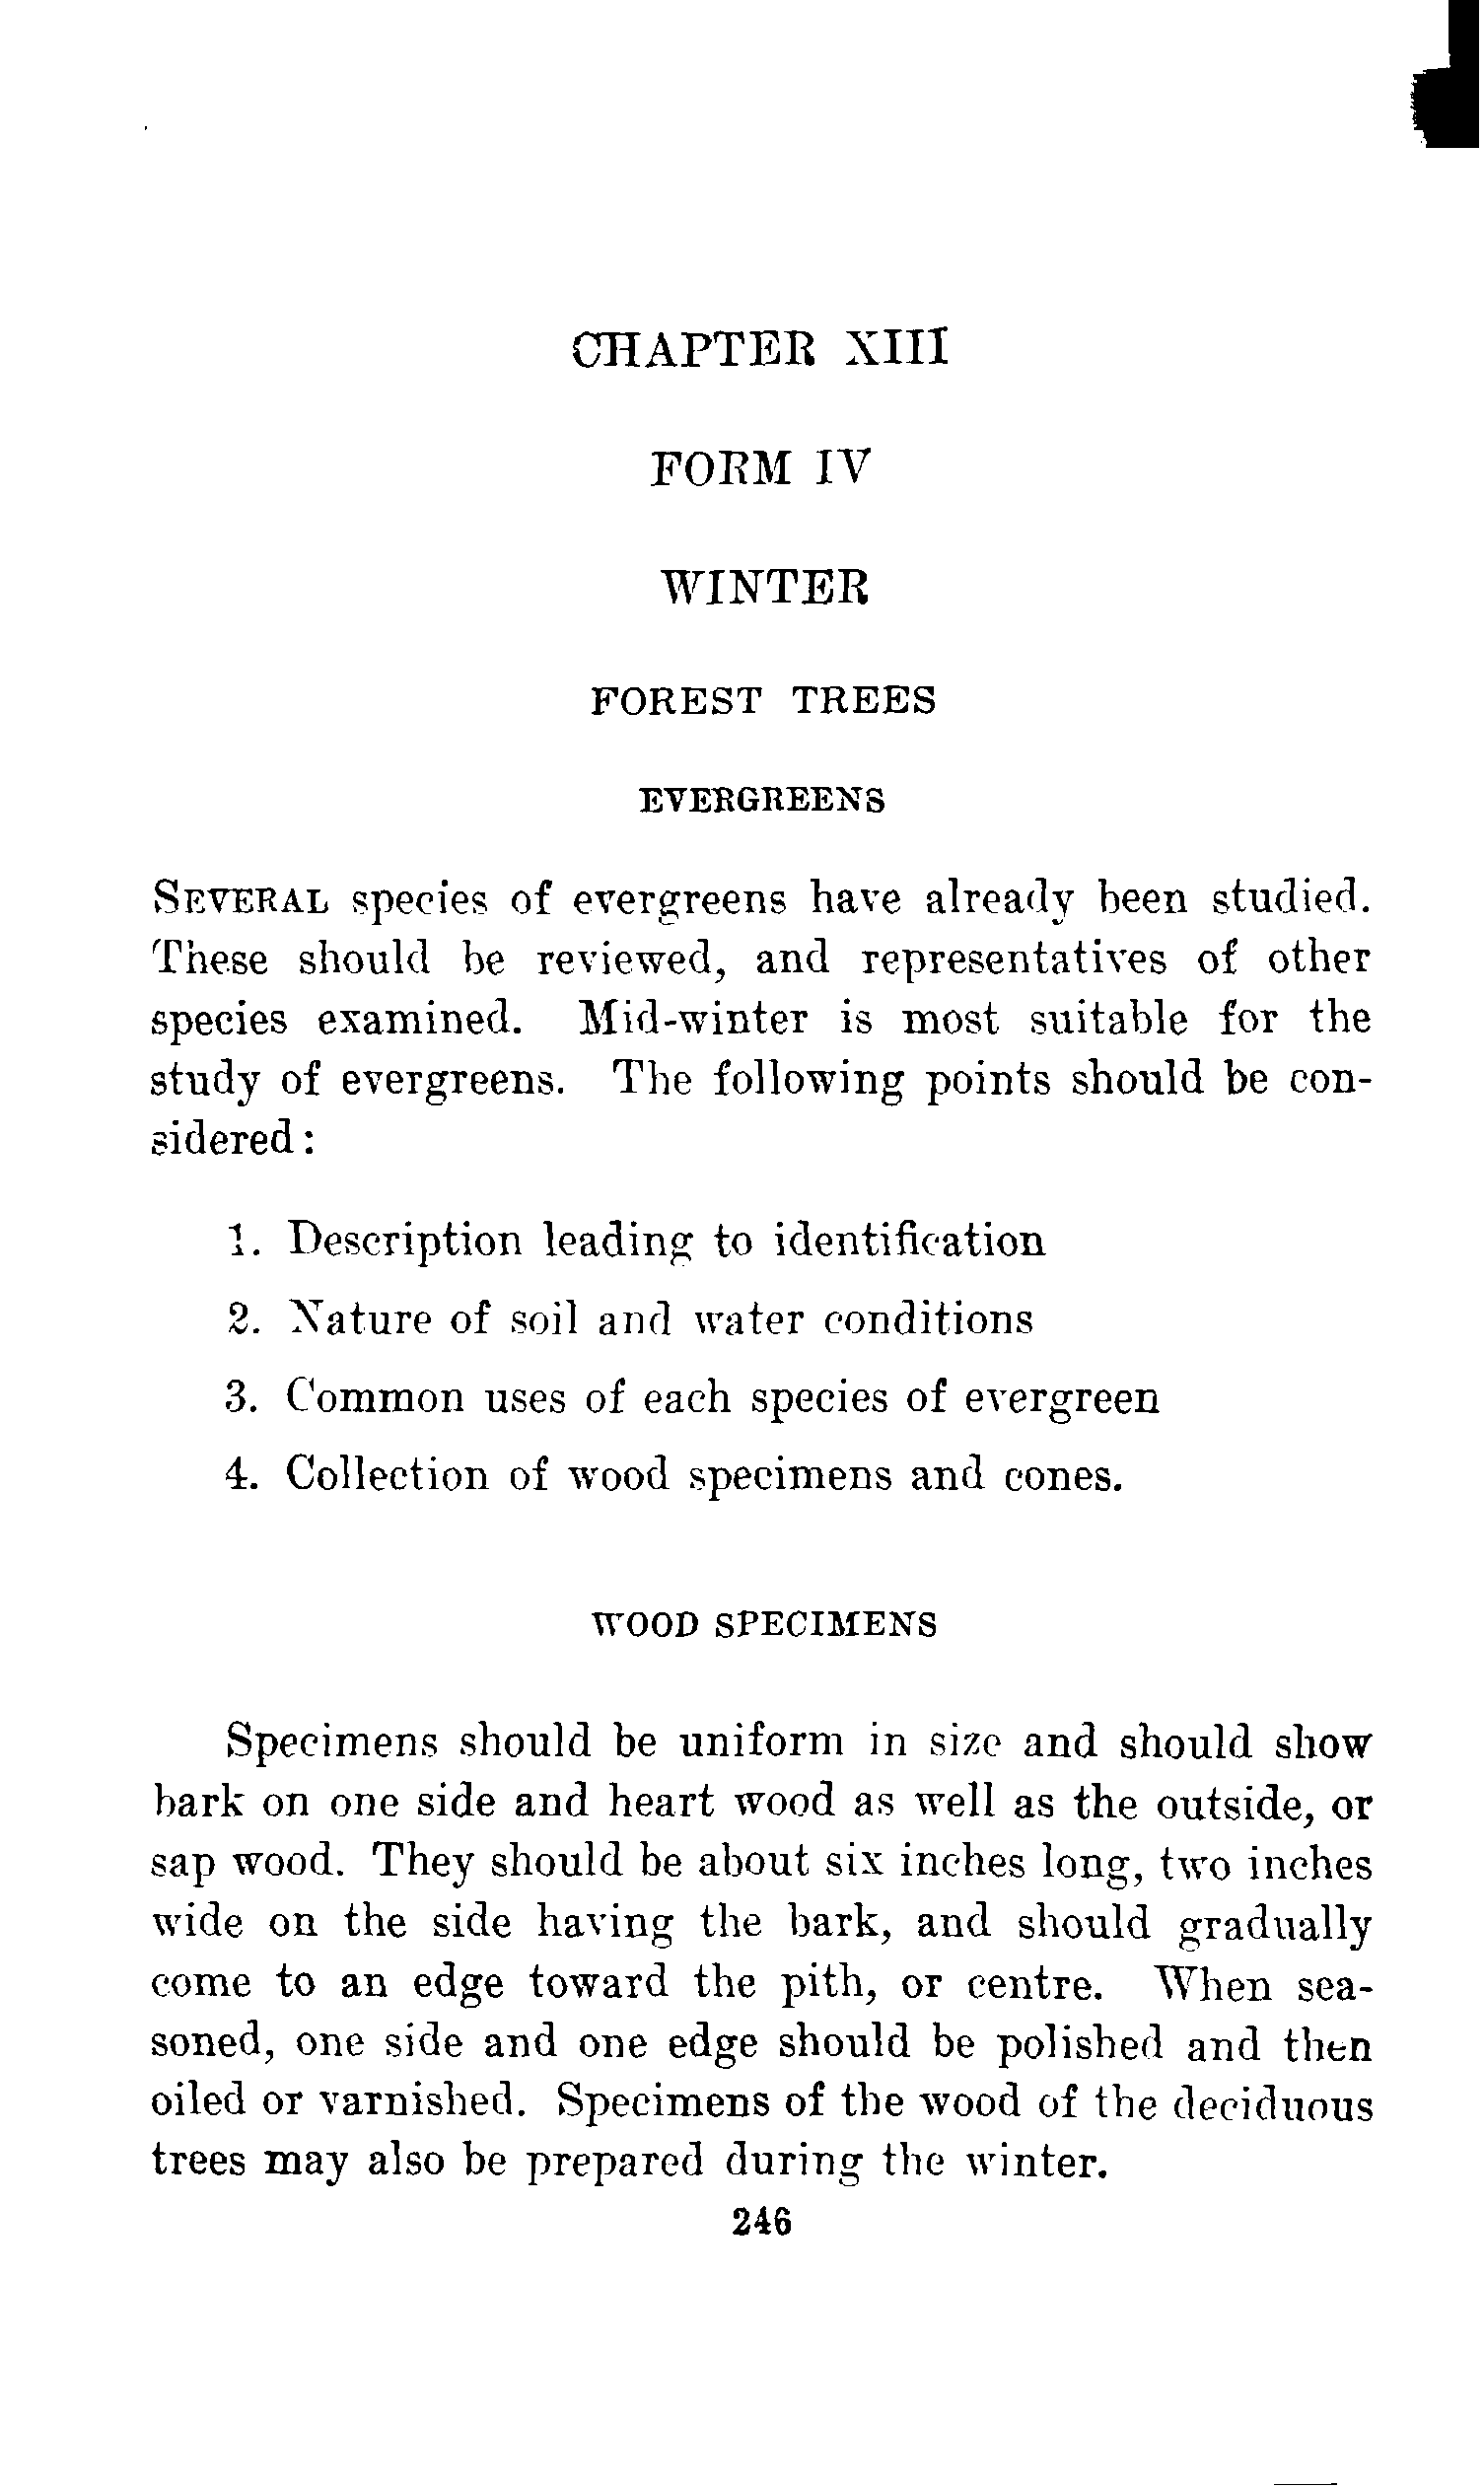 CHAPTER XIII
FORM IV
WINTER
FOREST TREES
EVERGREENS
SEVERAL species of evergreens have already been studied.
These should be reviewed, and representatives of other
species examined. Mid-winter is most suitable for the
study of evergreens. The following points should be con-
sidered:
1. Description leading to identification
2. Nature of soil and water conditions
3. Common uses of each species of evergreen
4. Collection of wood specimens and cones.
WOOD SPECIMENS
Specimens should be uniform in size and should show
bark on one side and heart wood as well as the outside, or
sap wood. They should be about six inches long, two inches
wide on the side having the bark, and should gradually
come to an edge toward the pith, or centre. When sea-
soned, one side and one edge should be polished and then
oiled or varnished. Specimens of the wood of the deciduous
trees may also be prepared during the winter.
246